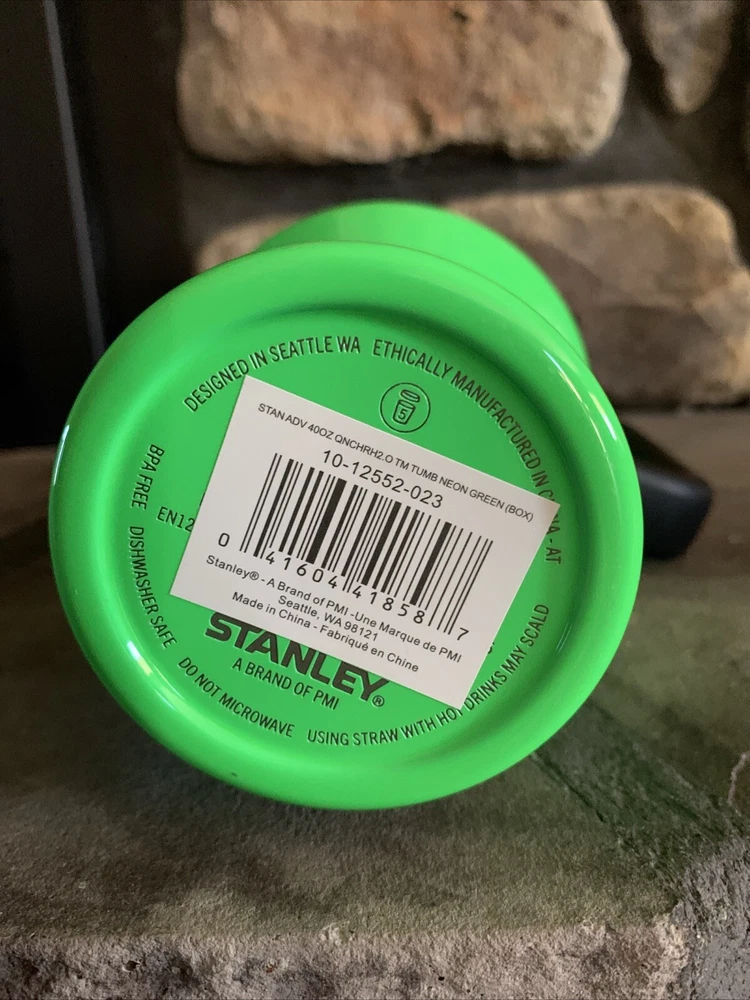 DESIGNED IN SEATTLE WA
ETHICALLY MANUFACTURED IN
- AT
5
BPA FREE
EN12
DISHWASHER SAFE
STAN ADV 40OZ QNCHRH2.O TM TUMB NEON GREEN (BOX)
10-12552-023
0 41604 41858 7
Stanley® - A Brand of PMI -Une Marque de PMI
Seattle, WA 98121
Made in China - Fabriqué en Chine
STANLEY®
A BRAND OF PMI
DO NOT MICROWAVE
USING STRAW WITH HOT DRINKS MAY SCALD